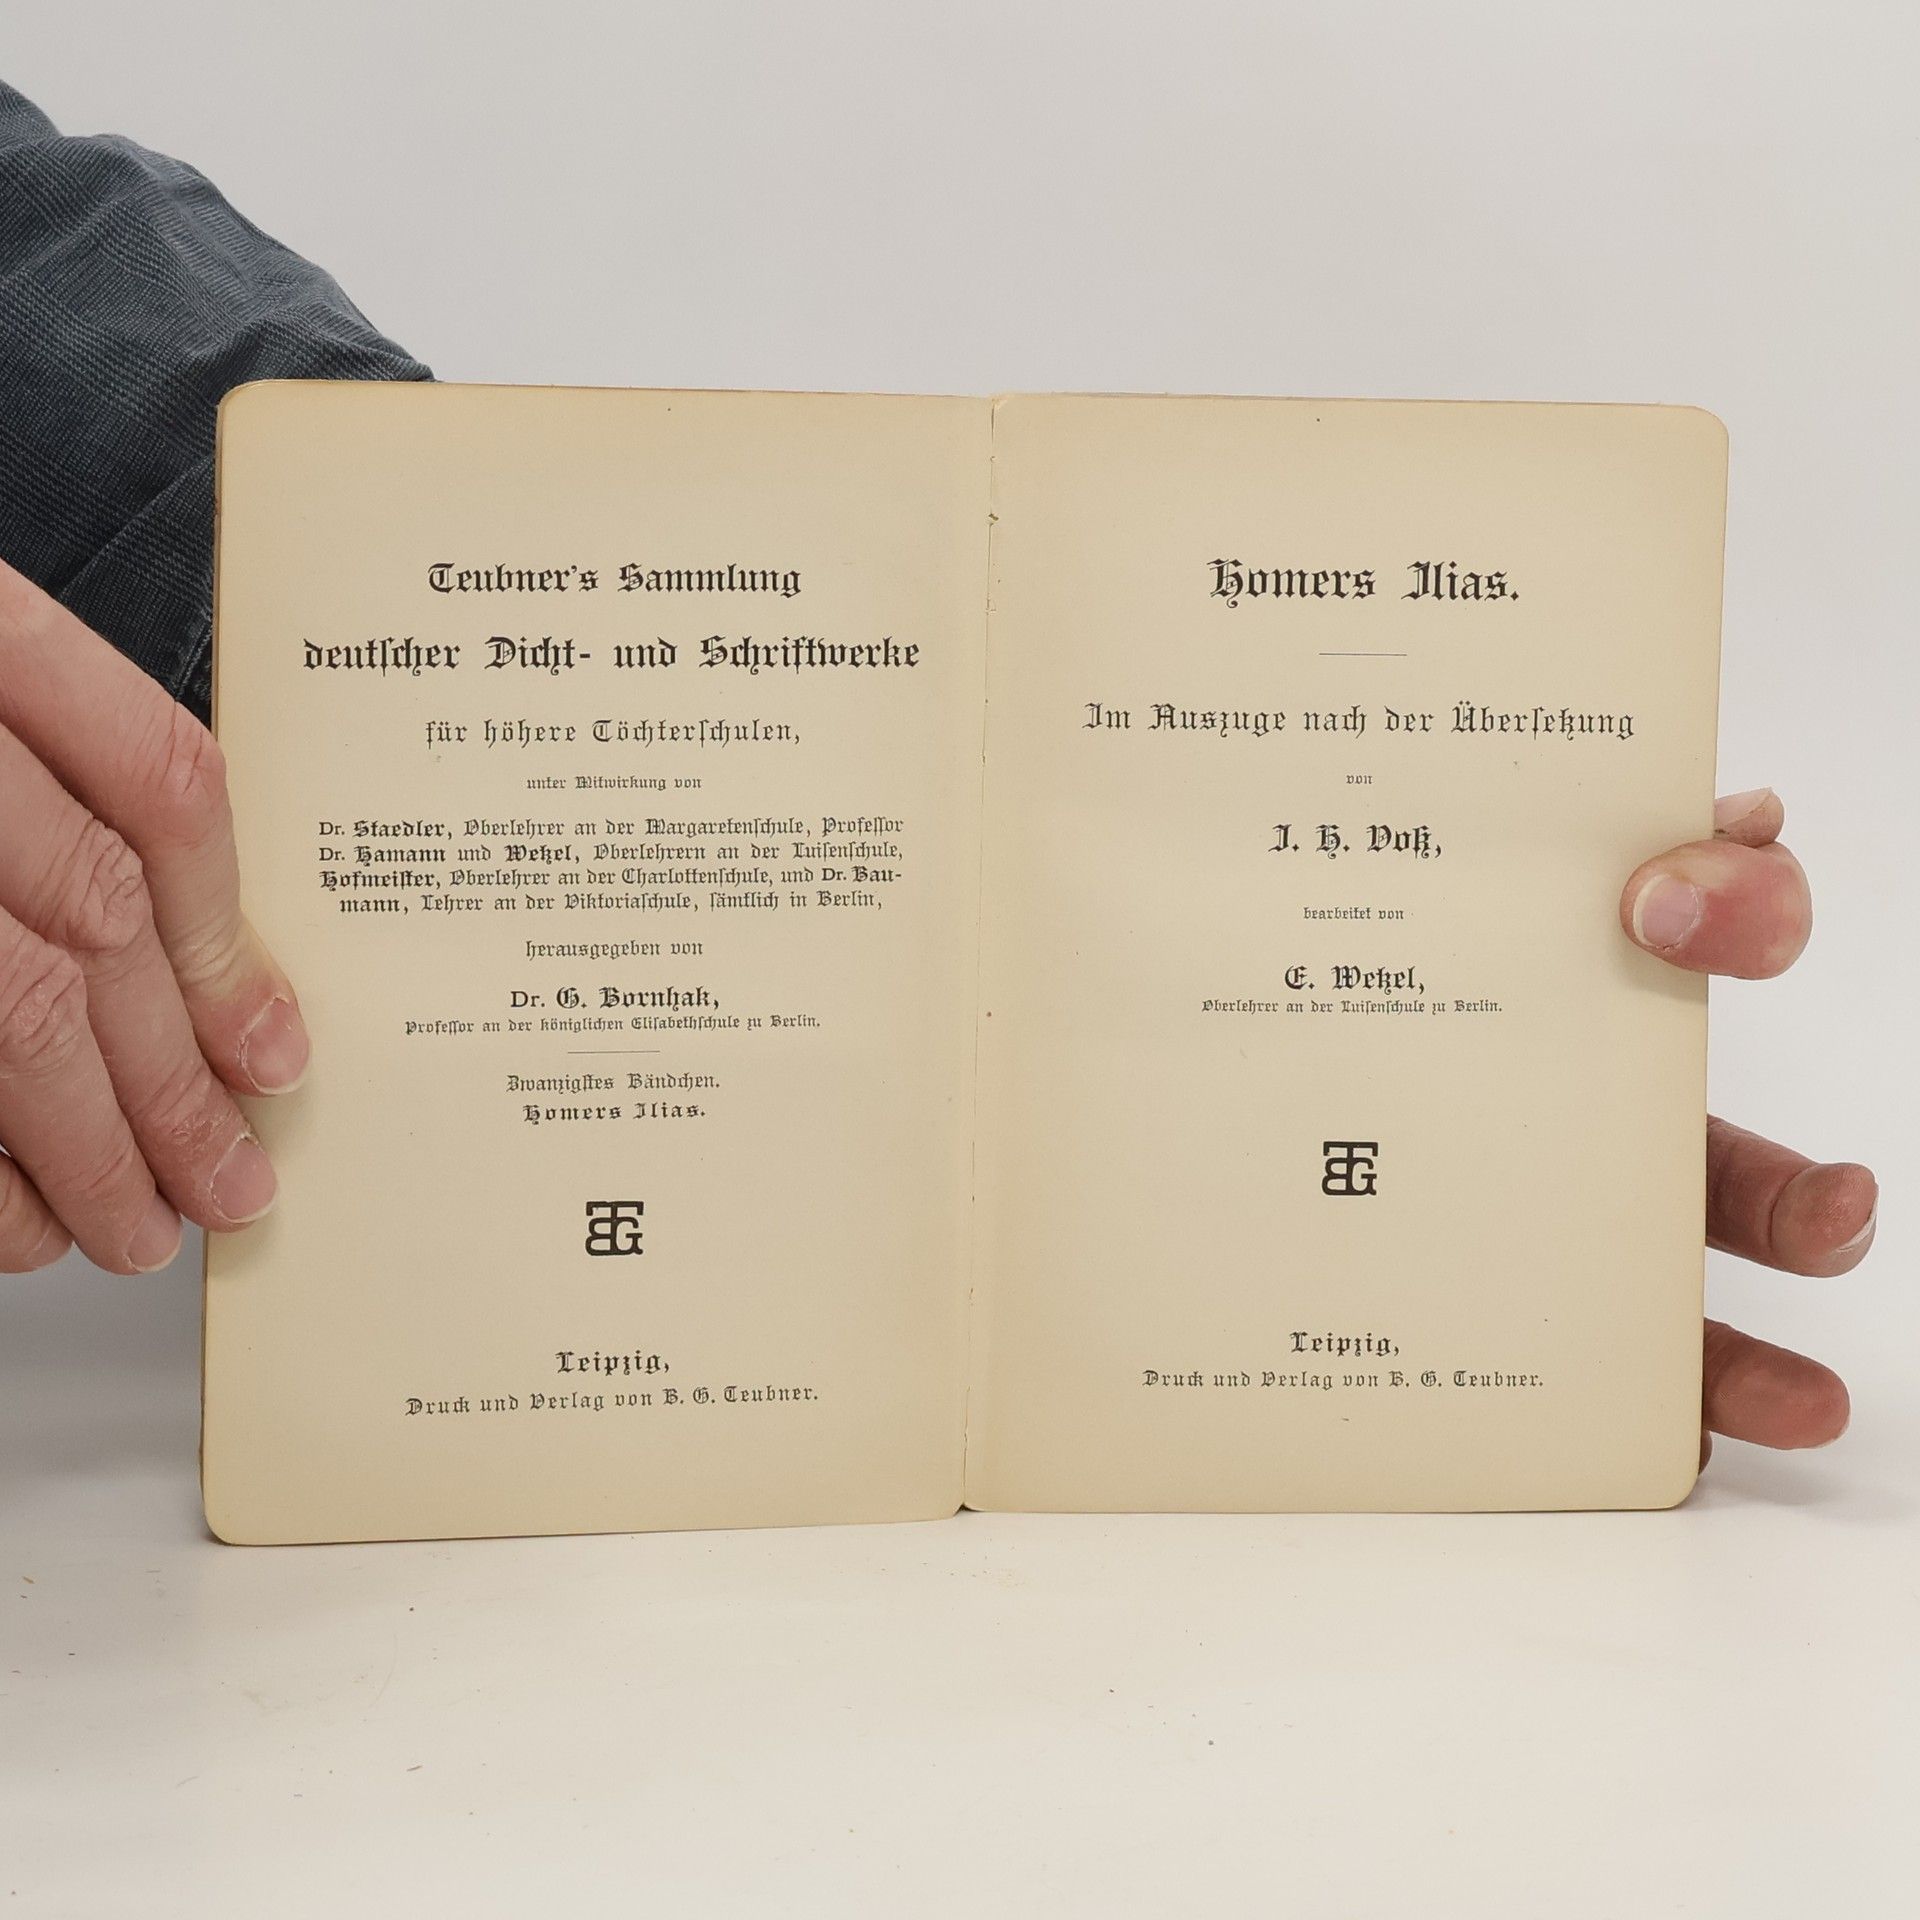 Teubner's Sammlung
deutſcher Dicht- und Schriftwerke
für höhere Töchterſchulen,
unter Mitwirkung von
Dr. Staedler, Oberlehrer an der Margaretenſchule, Profeſſor
Dr. Hamann und Wetzel, Oberlehrern an der Luiſenſchule,
Hofmeiſter, Oberlehrer an der Charlottenſchule, und Dr. Bau-
mann, Lehrer an der Viktoriaſchule, ſämtlich in Berlin,
herausgegeben von
Dr. G. Bornhak,
Profeſſor an der königlichen Eliſabethſchule zu Berlin.
Zwanzigſtes Bändchen.
Homers Ilias.
BTG
Leipzig,
Druck und Verlag von B. G. Teubner.
Homers Ilias.
Im Auszuge nach der Überſetzung
von
J. H. Voß,
bearbeitet von
E. Wetzel,
Oberlehrer an der Luiſenſchule zu Berlin.
BTG
Leipzig,
Druck und Verlag von B. G. Teubner.